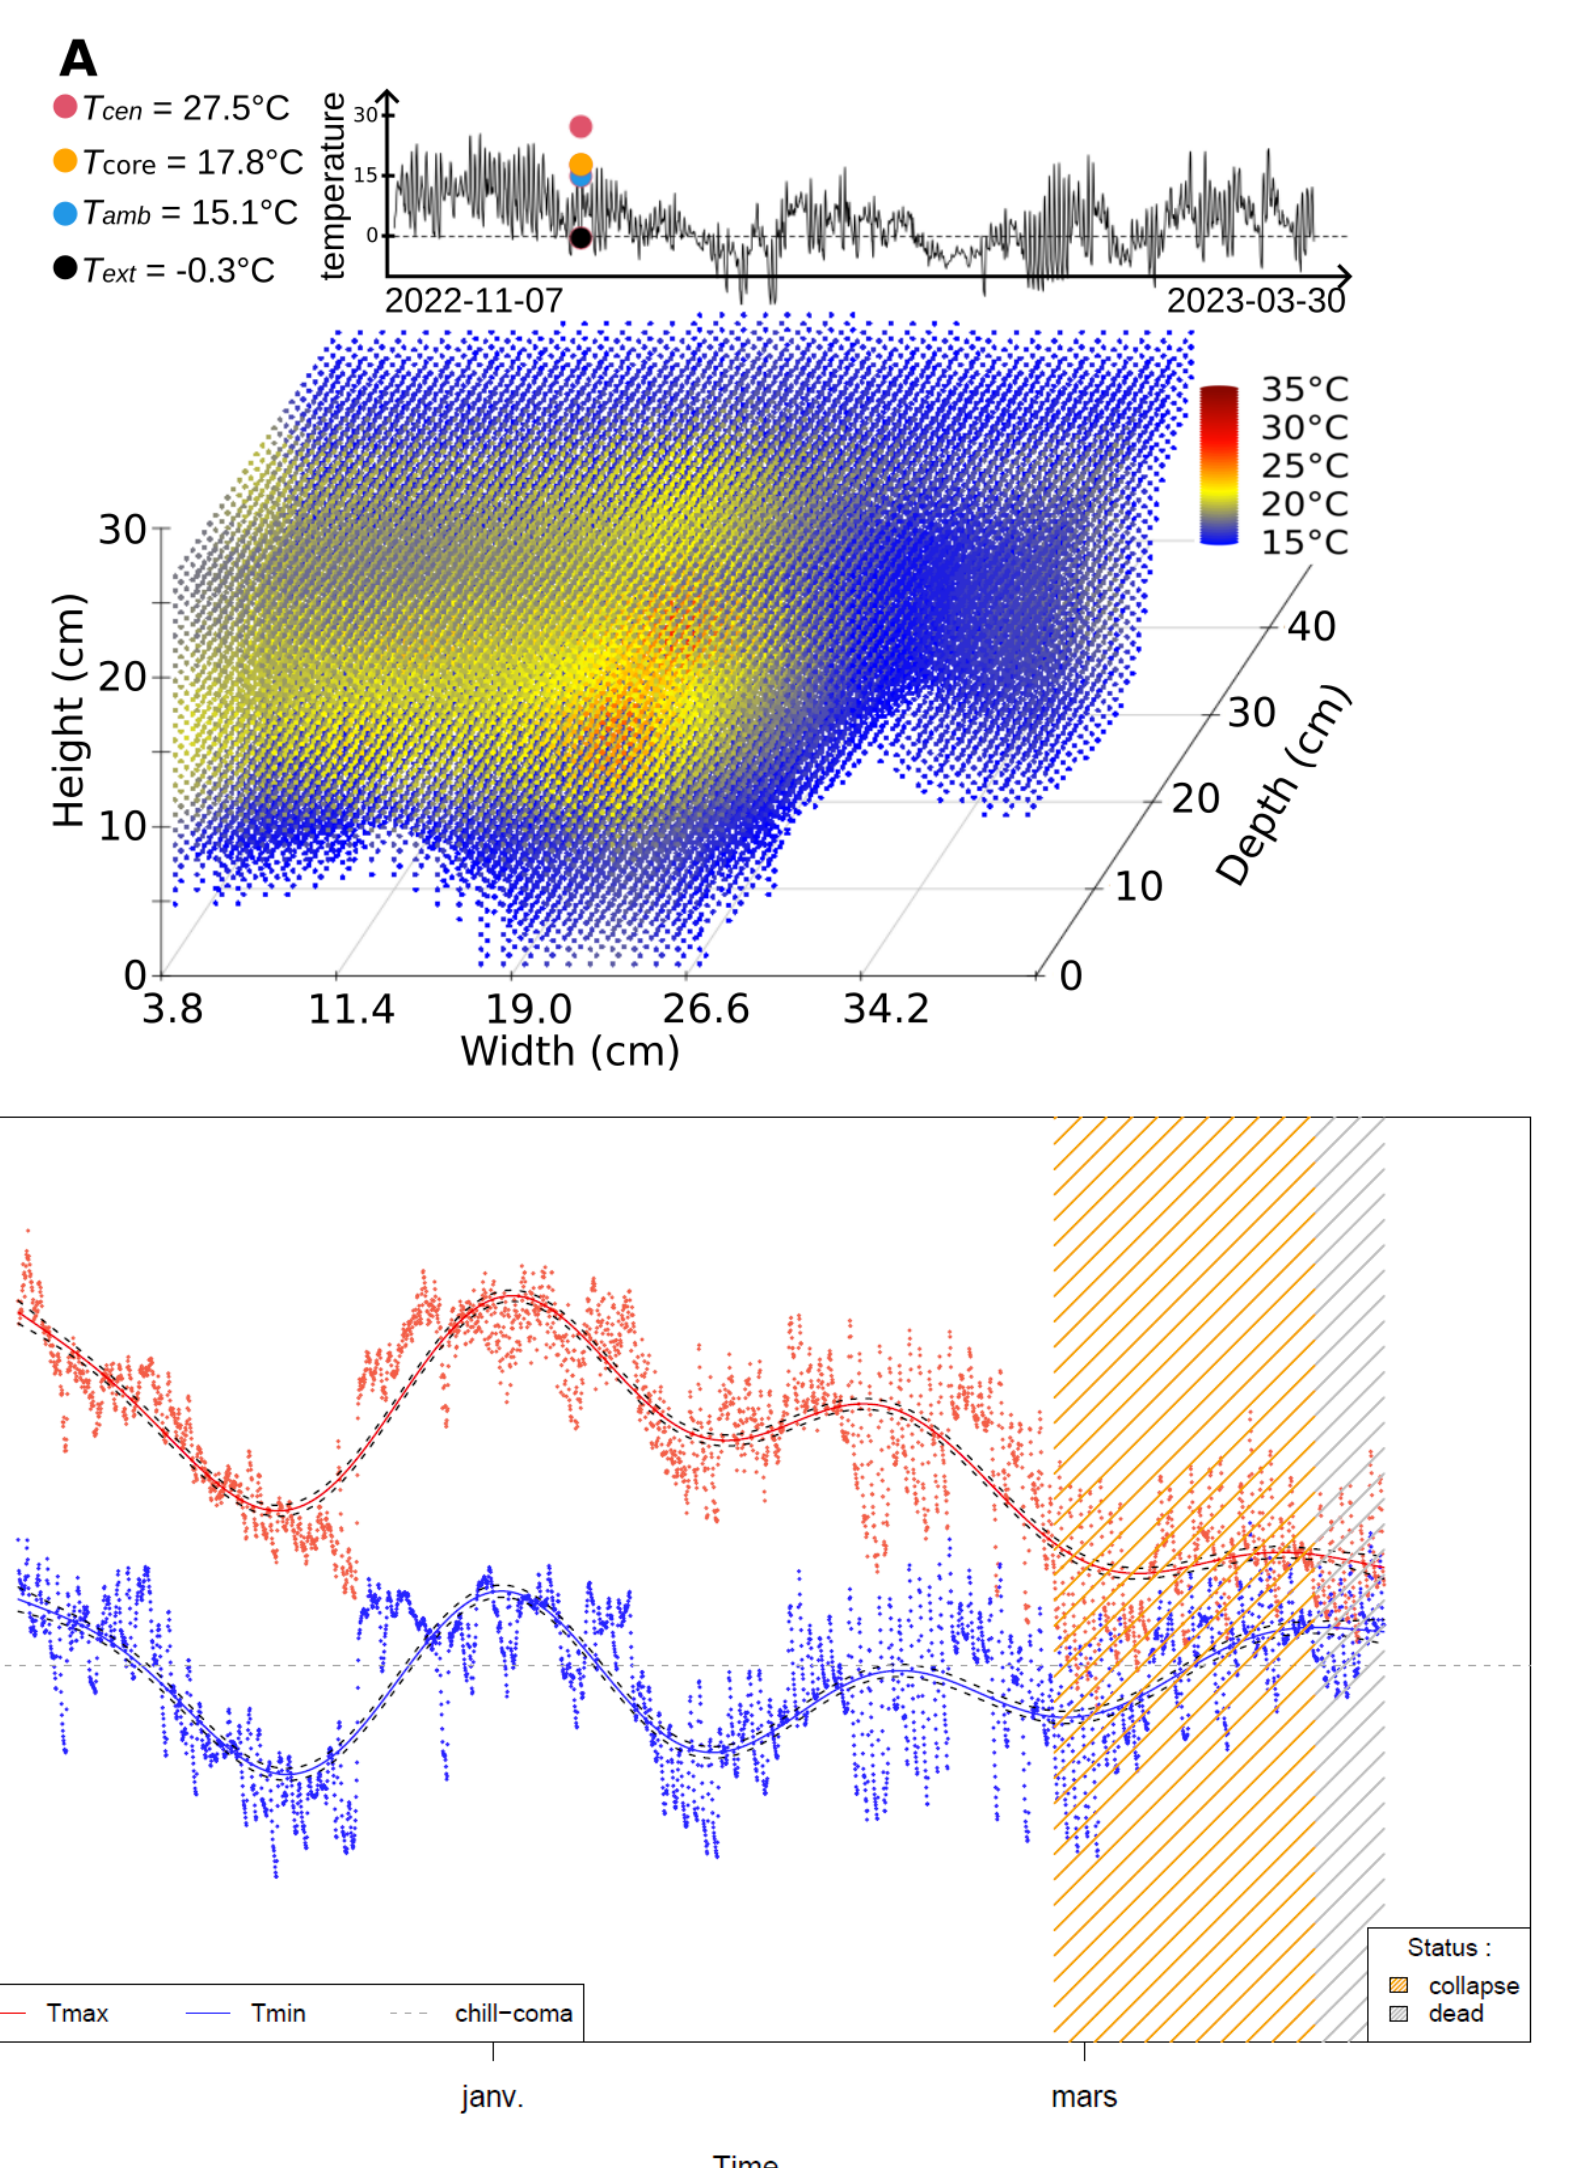 A
Tcen = 27.5°C
Tcore = 17.8°C
Tamb = 15.1°C
Text = -0.3°C
temperature
30
15
0
2022-11-07
2023-03-30
35°C
30°C
25°C
20°C
15°C
30
20
10
0
Height (cm)
3.8 11.4 19.0 26.6 34.2
Width (cm)
0
10
20
30
40
Depth (cm)
Tmax Tmin chill−coma
Status :
collapse
dead
janv. mars
Time